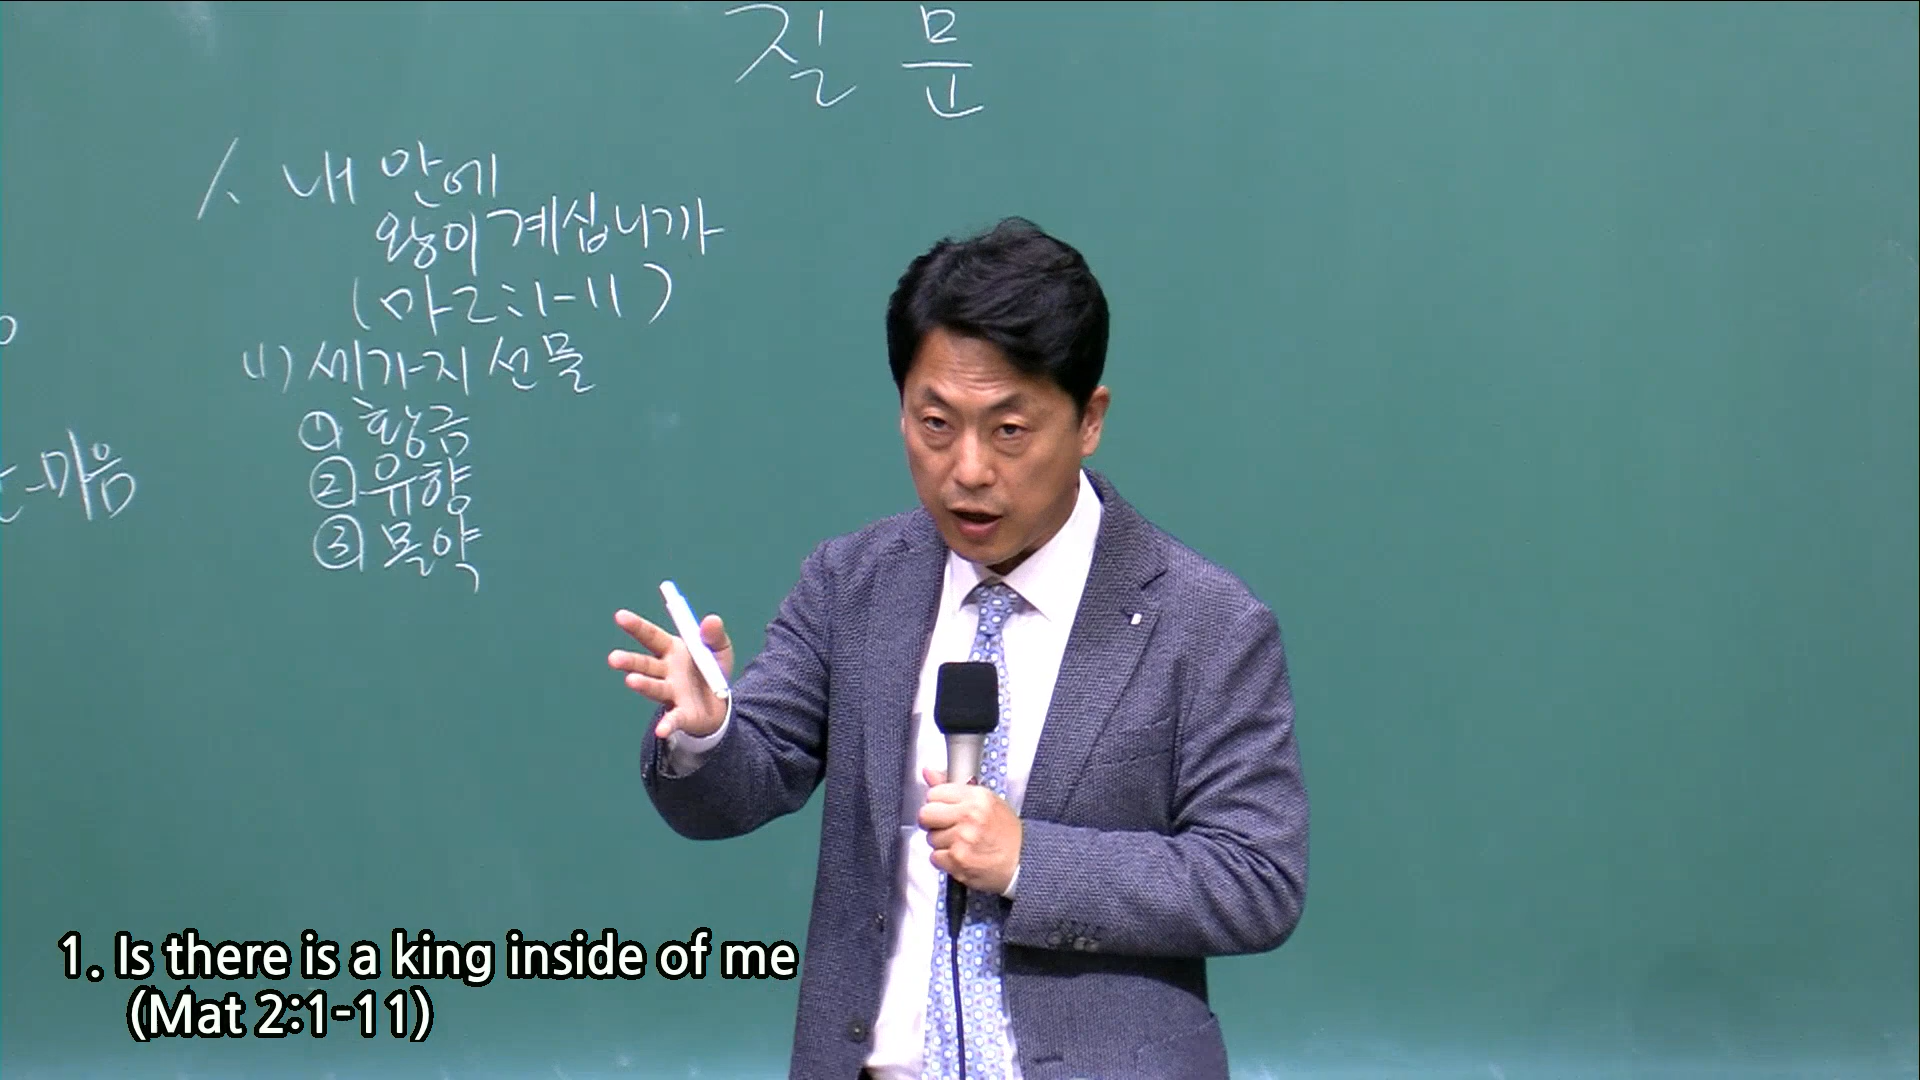 질문
1. 내 안에
왕이 계십니까
(마 2:1-11)
(1) 세가지 선물
① 황금
② 유향
③ 몰약
-마음
1. Is there is a king inside of me
(Mat 2:1-11)